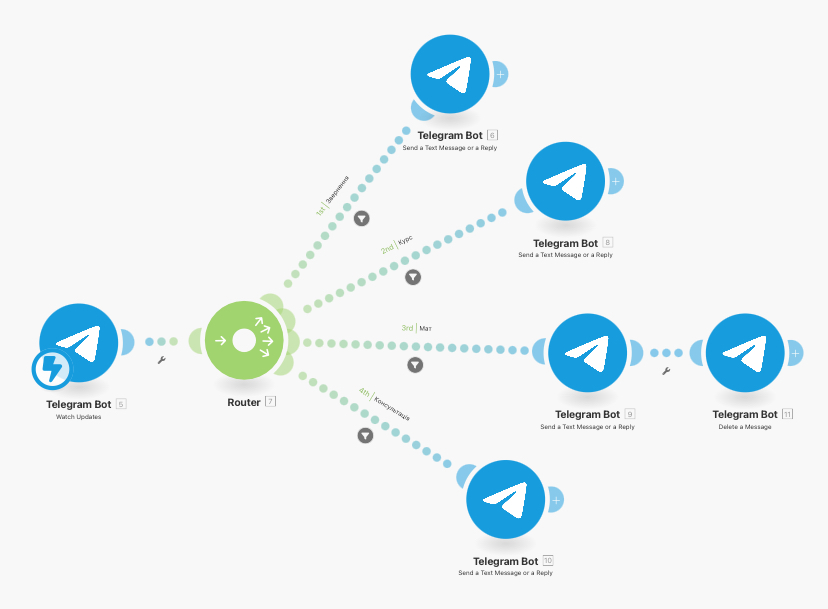 Telegram Bot 6
Send a Text Message or a Reply
1st Звернення
Telegram Bot 8
Send a Text Message or a Reply
2nd Курс
Telegram Bot 5
Watch Updates
Router 7
3rd Мат
Telegram Bot 9
Send a Text Message or a Reply
Telegram Bot 11
Delete a Message
4th Консультація
Telegram Bot 10
Send a Text Message or a Reply